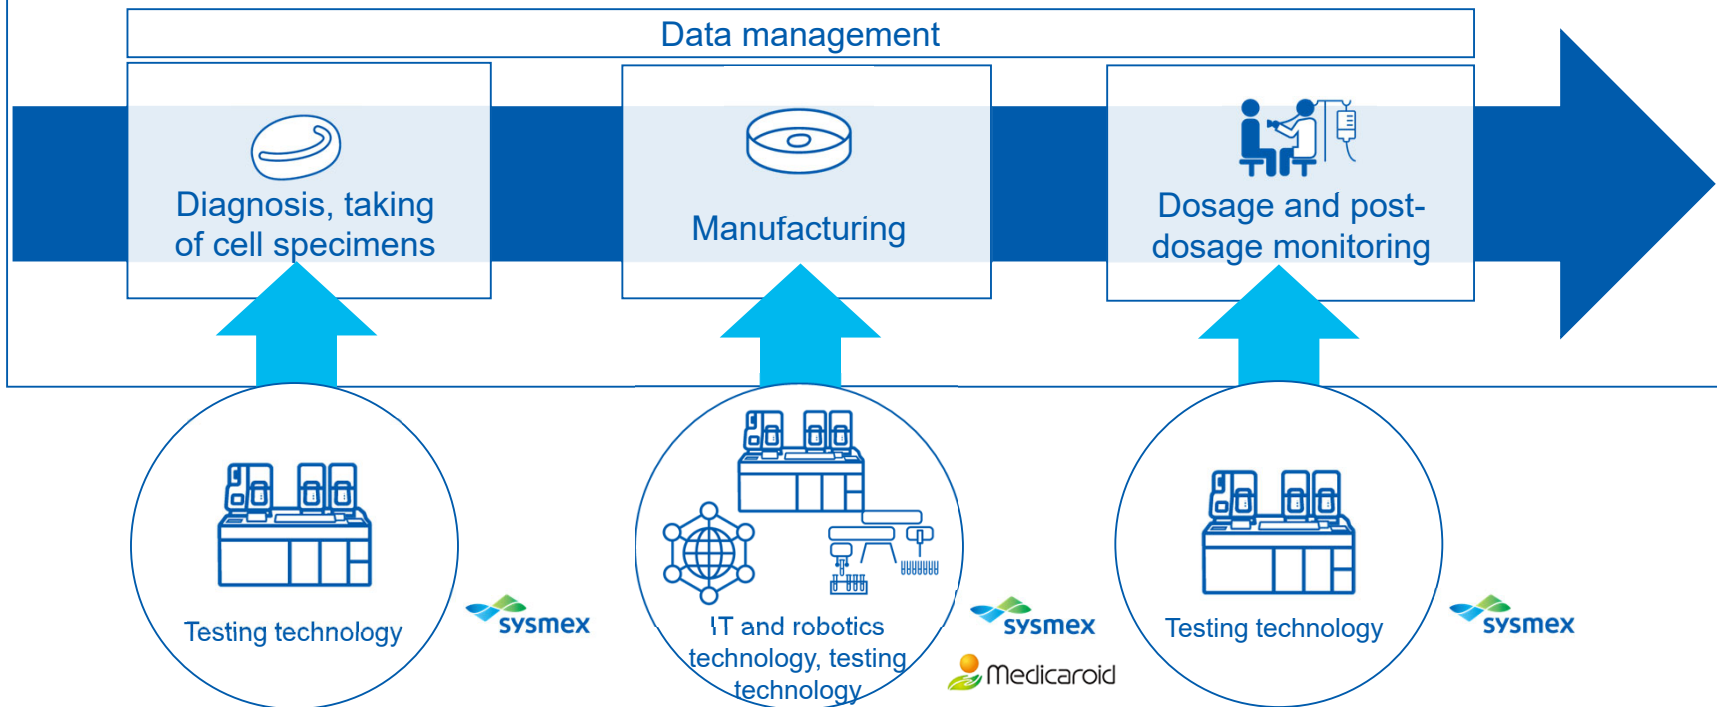 Data management
Diagnosis, taking
of cell specimens
Manufacturing
Dosage and post-
dosage monitoring
Testing technology
sysmex
IT and robotics
technology, testing
technology
sysmex
Medicaroid
Testing technology
sysmex